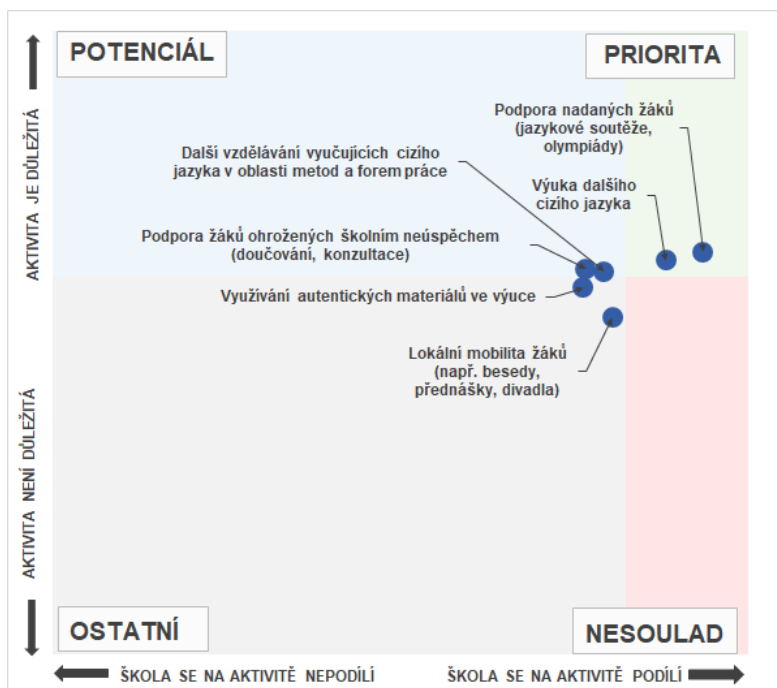 POTENCIÁL
PRIORITA
Podpora nadaných žáků
(jazykové soutěže,
olympiády)
Další vzdělávání vyučujících cizího
jazyka v oblasti metod a forem práce
Výuka dalšího
cizího jazyka
Podpora žáků ohrožených školním neúspěchem
(doučování, konzultace)
Využívání autentických materiálů ve výuce
Lokální mobilita žáků
(např. besedy,
přednášky, divadla)
AKTIVITA JE DŮLEŽITÁ
AKTIVITA NENÍ DŮLEŽITÁ
OSTATNÍ
NESOULAD
ŠKOLA SE NA AKTIVITĚ NEPODÍLÍ
ŠKOLA SE NA AKTIVITĚ PODÍLÍ